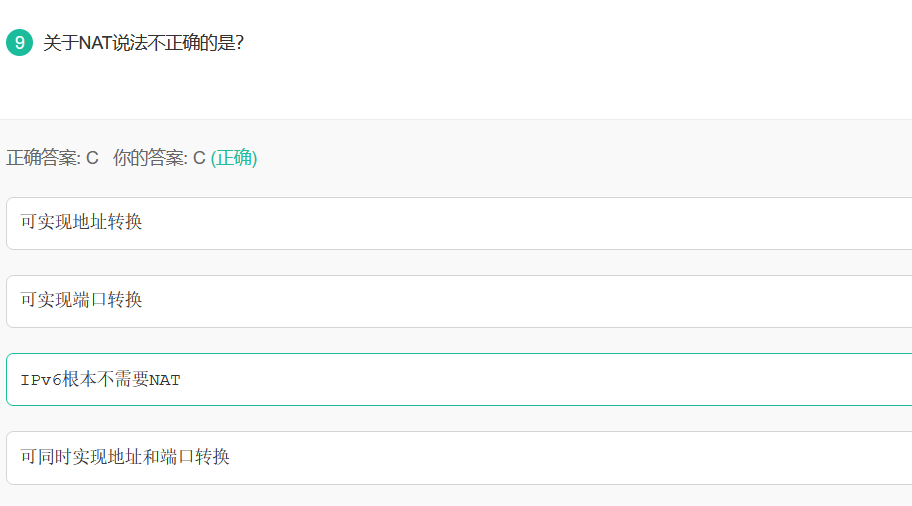 9 关于NAT说法不正确的是?
正确答案: C 你的答案: C (正确)
可实现地址转换
可实现端口转换
IPv6根本不需要NAT
可同时实现地址和端口转换